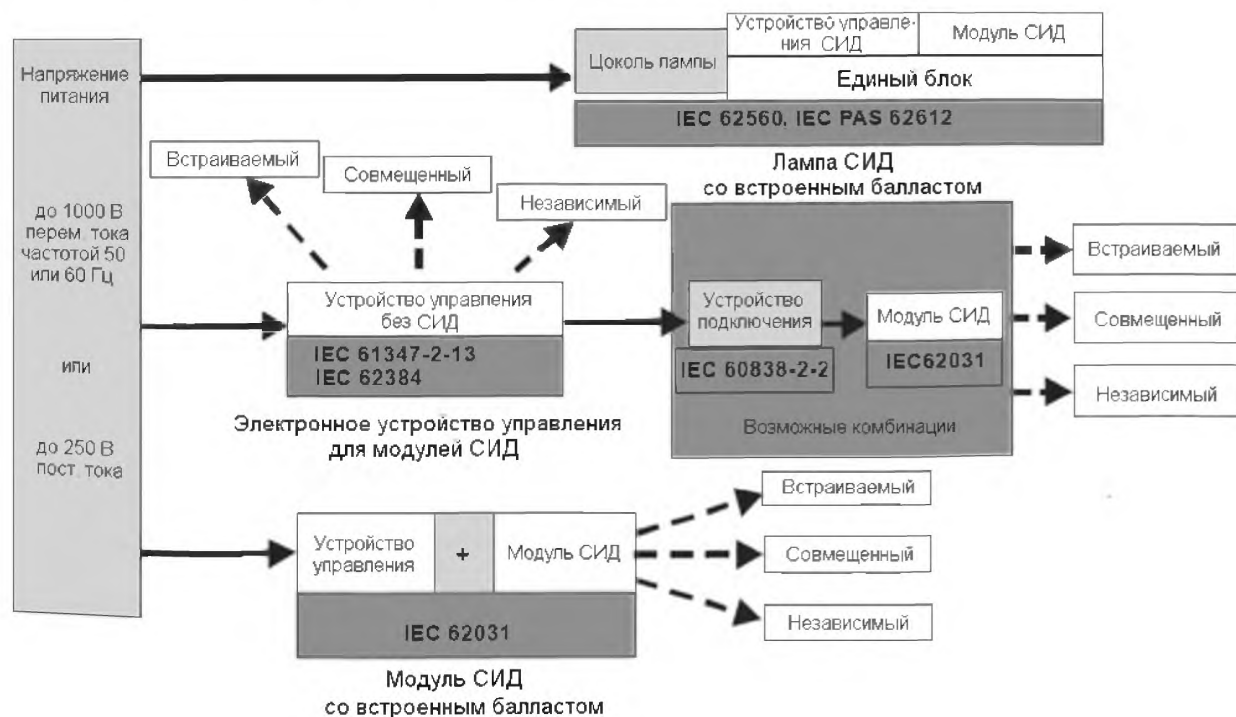 Напряжение
питания
до 1000 В
перем. тока
частотой 50
или 60 Гц
или
до 250 В
пост. тока
Цоколь лампы
Устройство управле-
ния СИД
Модуль СИД
Единый блок
IEC 62560, IEC PAS 62612
Лампа СИД
со встроенным балластом
Встраиваемый
Совмещенный
Независимый
Устройство управления
без СИД
IEC 61347-2-13
IEC 62384
Электронное устройство управления
для модулей СИД
Устройство
подключения
IEC 60838-2-2
Модуль СИД
IEC62031
Возможные комбинации
Встраиваемый
Совмещенный
Независимый
Устройство
управления
+
Модуль СИД
IEC 62031
Модуль СИД
со встроенным балластом
Встраиваемый
Совмещенный
Независимый